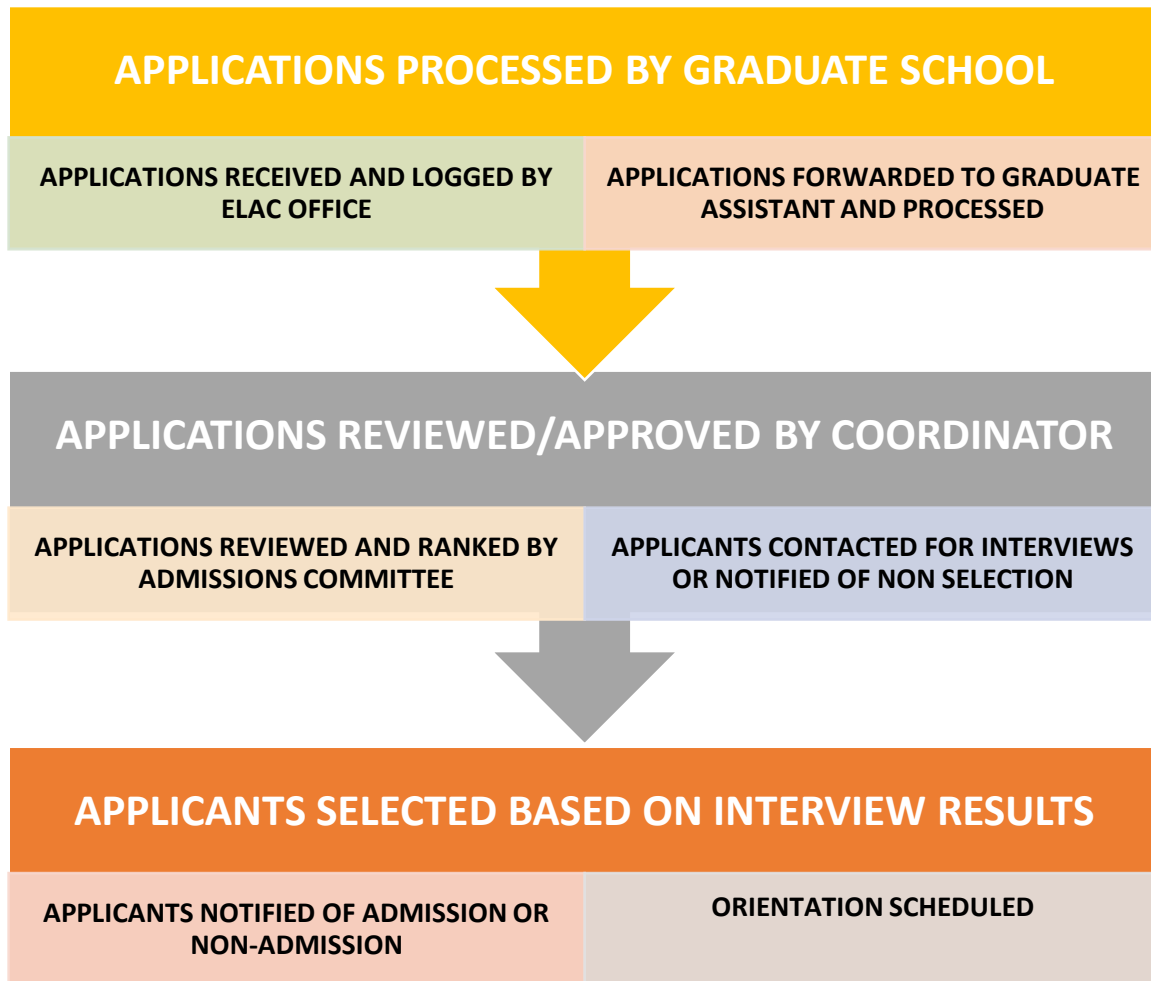 APPLICATIONS PROCESSED BY GRADUATE SCHOOL
APPLICATIONS RECEIVED AND LOGGED BY
ELAC OFFICE
APPLICATIONS FORWARDED TO GRADUATE
ASSISTANT AND PROCESSED
APPLICATIONS REVIEWED/APPROVED BY COORDINATOR
APPLICATIONS REVIEWED AND RANKED BY
ADMISSIONS COMMITTEE
APPLICANTS CONTACTED FOR INTERVIEWS
OR NOTIFIED OF NON SELECTION
APPLICANTS SELECTED BASED ON INTERVIEW RESULTS
APPLICANTS NOTIFIED OF ADMISSION OR
NON-ADMISSION
ORIENTATION SCHEDULED